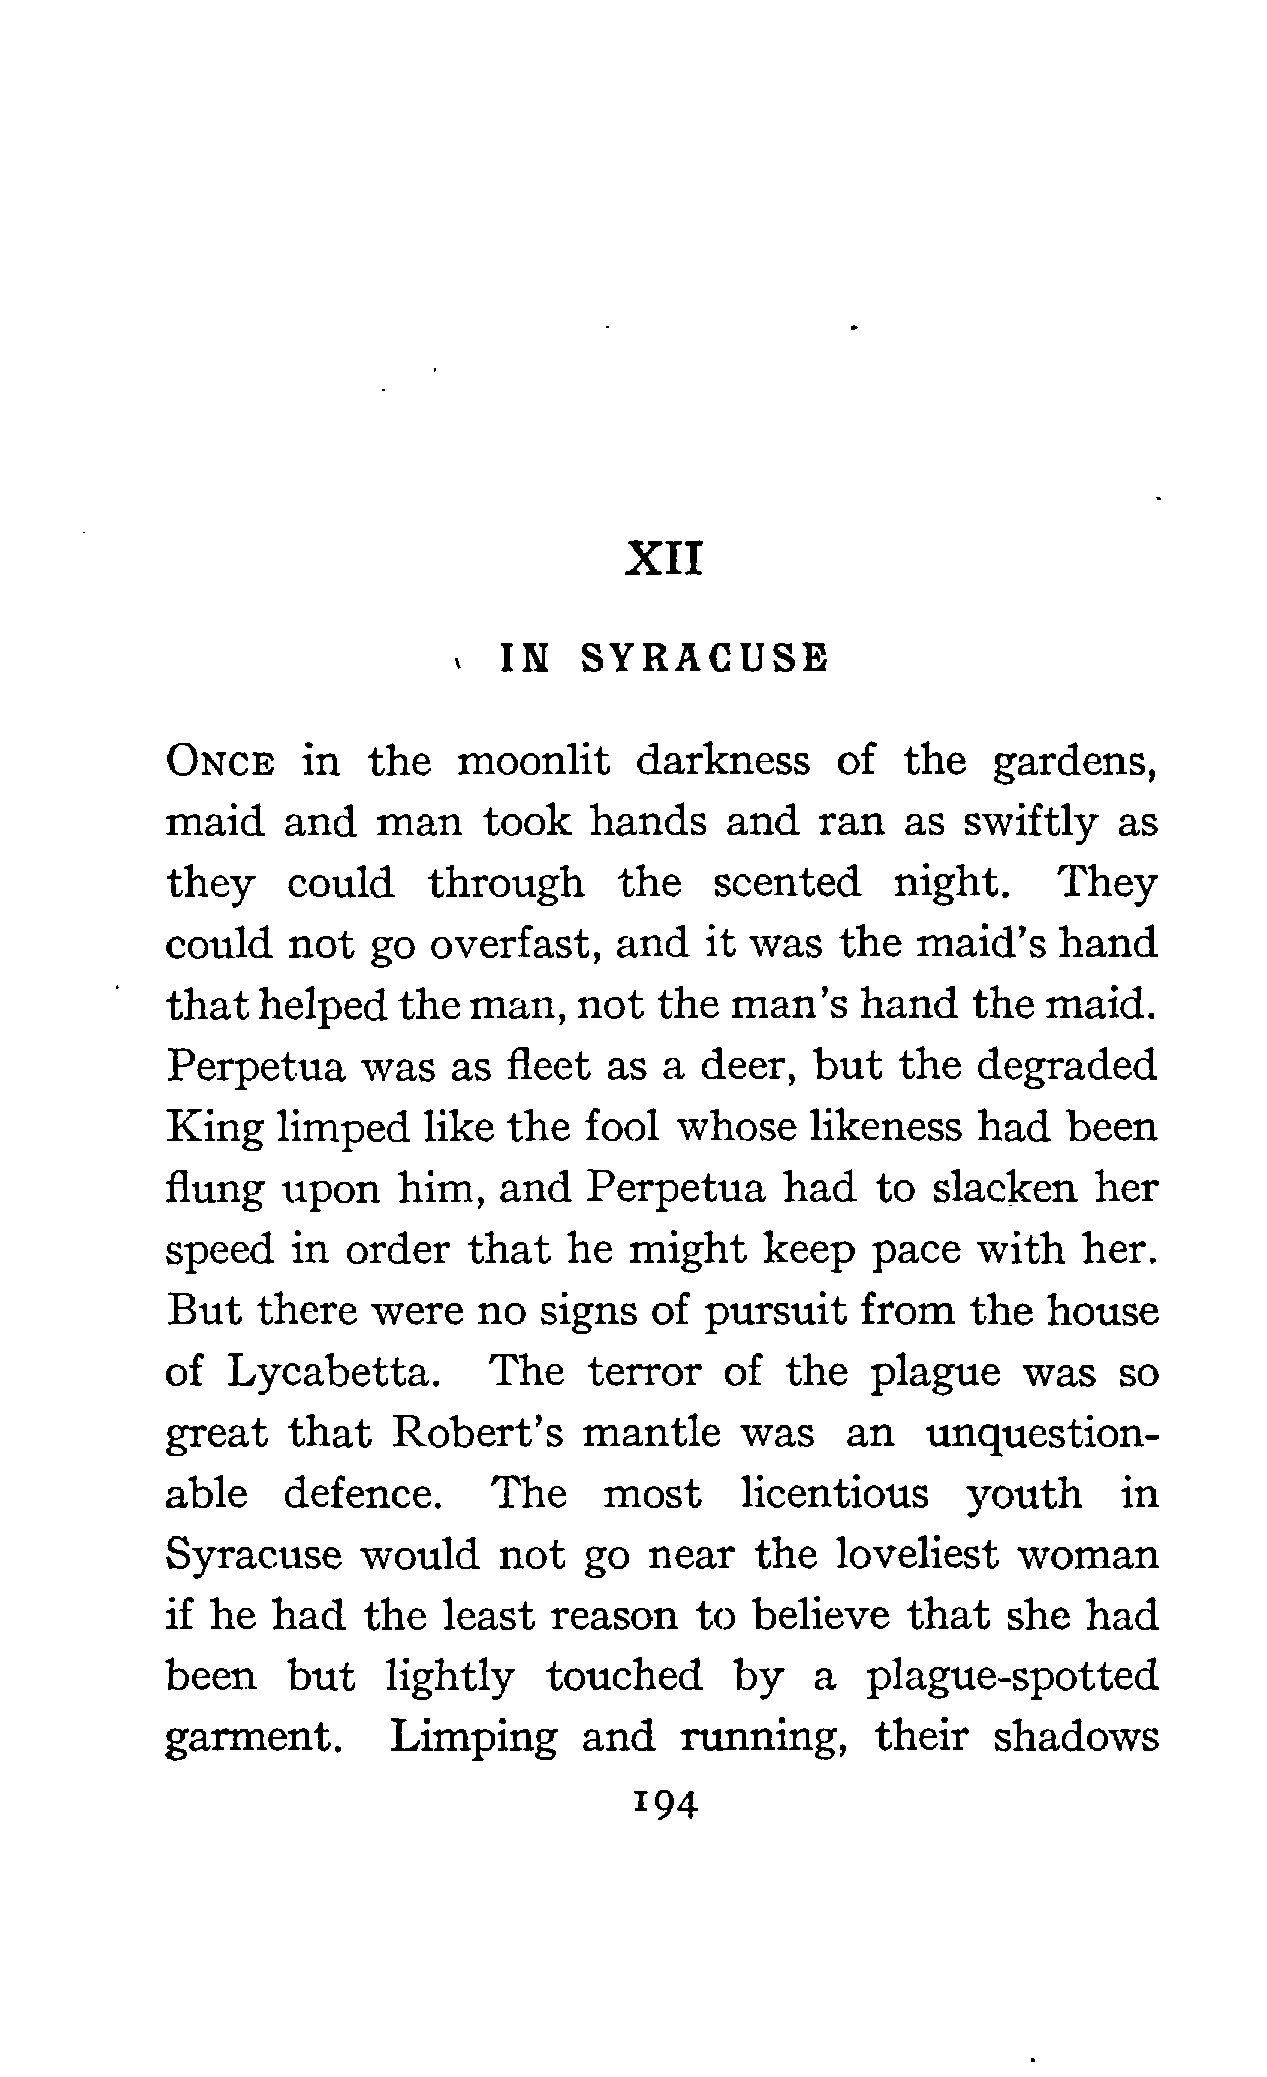 XII
IN SYRACUSE
ONCE in the moonlit darkness of the gardens,
maid and man took hands and ran as swiftly as
they could through the scented night. They
could not go overfast, and it was the maid's hand
that helped the man, not the man's hand the maid.
Perpetua was as fleet as a deer, but the degraded
King limped like the fool whose likeness had been
flung upon him, and Perpetua had to slacken her
speed in order that he might keep pace with her.
But there were no signs of pursuit from the house
of Lycabetta. The terror of the plague was so
great that Robert's mantle was an unquestion-
able defence. The most licentious youth in
Syracuse would not go near the loveliest woman
if he had the least reason to believe that she had
been but lightly touched by a plague-spotted
garment. Limping and running, their shadows
194